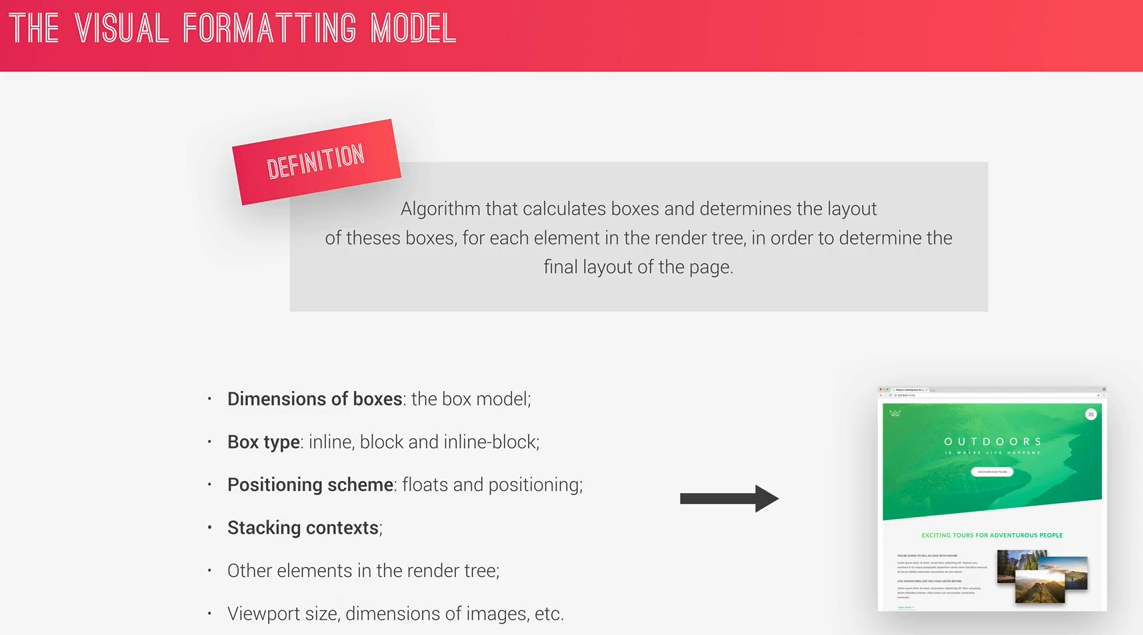 THE VISUAL FORMATTING MODEL
DEFINITION
Algorithm that calculates boxes and determines the layout
of theses boxes, for each element in the render tree, in order to determine the
final layout of the page.
· Dimensions of boxes: the box model;
· Box type: inline, block and inline-block;
· Positioning scheme: floats and positioning;
· Stacking contexts;
· Other elements in the render tree;
· Viewport size, dimensions of images, etc.
OUTDOORS
IS WHERE LIFE HAPPENS
EXCITING TOURS FOR ADVENTUROUS PEOPLE